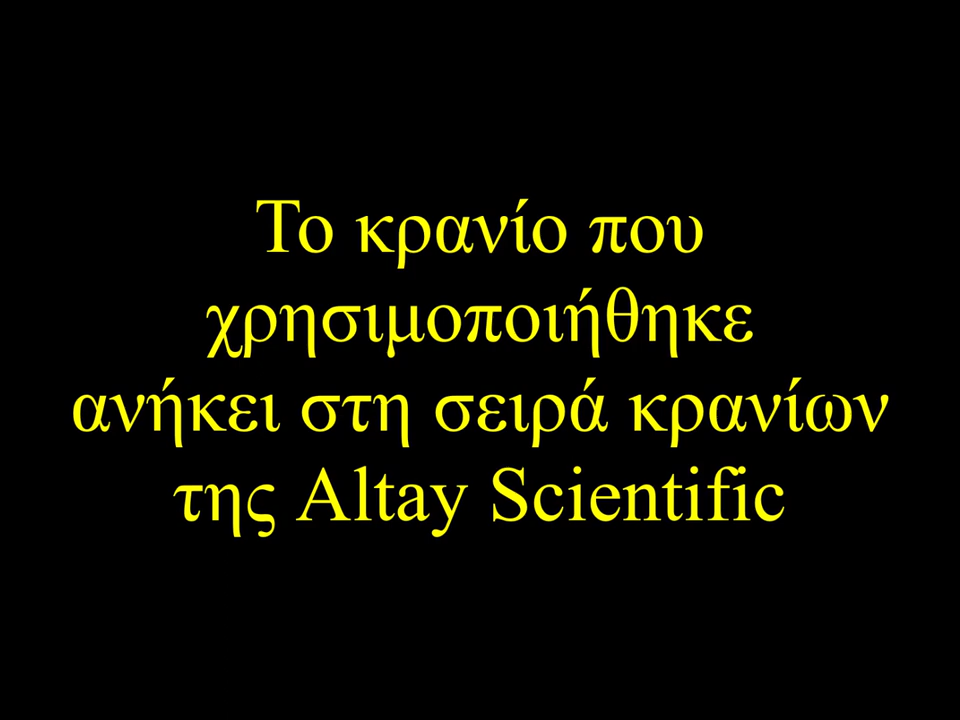 Το κρανίο που
χρησιμοποιήθηκε
ανήκει στη σειρά κρανίων
της Altay Scientific